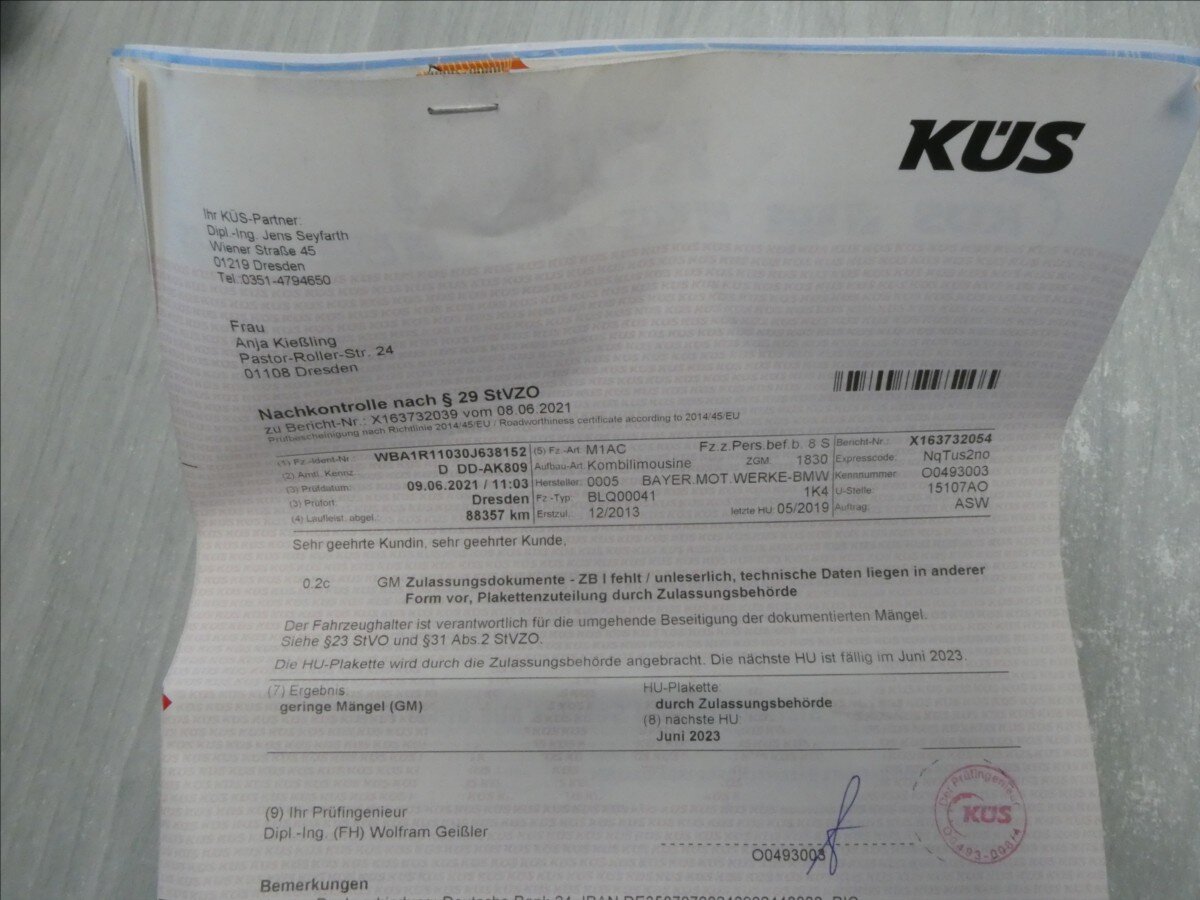 KÜS
Ihr KÜS-Partner:
Dipl.-Ing. Jens Seyfarth
Wiener Straße 45
01219 Dresden
Tel.:0351-4794650
Frau
Anja Kießling
Pastor-Roller-Str. 24
01108 Dresden
Nachkontrolle nach § 29 StVZO
zu Bericht-Nr.: X163732039 vom 08.06.2021
Prüfbescheinigung nach Richtlinie 2014/45/EU / Roadworthiness certificate according to 2014/45/EU
(1) Fz.-Ident-Nr.: WBA1R11030J638152 (5) Fz.-Art: M1AC Fz.z.Pers.bef.b. 8 S Bericht-Nr.: X163732054
(2) Amtl. Kennz. D DD-AK809 Aufbau-Art: Kombilimousine ZGM: 1830 Expresscode: NqTus2no
(3) Prüfdatum: 09.06.2021 / 11:03 Hersteller: 0005 BAYER.MOT.WERKE-BMW Kennnummer: O0493003
(3) Prüfort: Dresden Fz.-Typ: BLQ00041 1K4 U-Stelle: 15107AO
(4) Laufleist. abgel.: 88357 km Erstzul.: 12/2013 letzte HU: 05/2019 Auftrag: ASW
Sehr geehrte Kundin, sehr geehrter Kunde,
0.2c GM Zulassungsdokumente - ZB I fehlt / unleserlich, technische Daten liegen in anderer
Form vor, Plakettenzuteilung durch Zulassungsbehörde
Der Fahrzeughalter ist verantwortlich für die umgehende Beseitigung der dokumentierten Mängel.
Siehe §23 StVO und §31 Abs.2 StVZO.
Die HU-Plakette wird durch die Zulassungsbehörde angebracht. Die nächste HU ist fällig im Juni 2023.
(7) Ergebnis HU-Plakette:
geringe Mängel (GM) durch Zulassungsbehörde
(8) nächste HU:
Juni 2023
(9) Ihr Prüfingenieur
Dipl.-Ing. (FH) Wolfram Geißler
O0493003
Der Prüfingenieur
KÜS
Bemerkungen
Deutsche Bank 24, IBAN